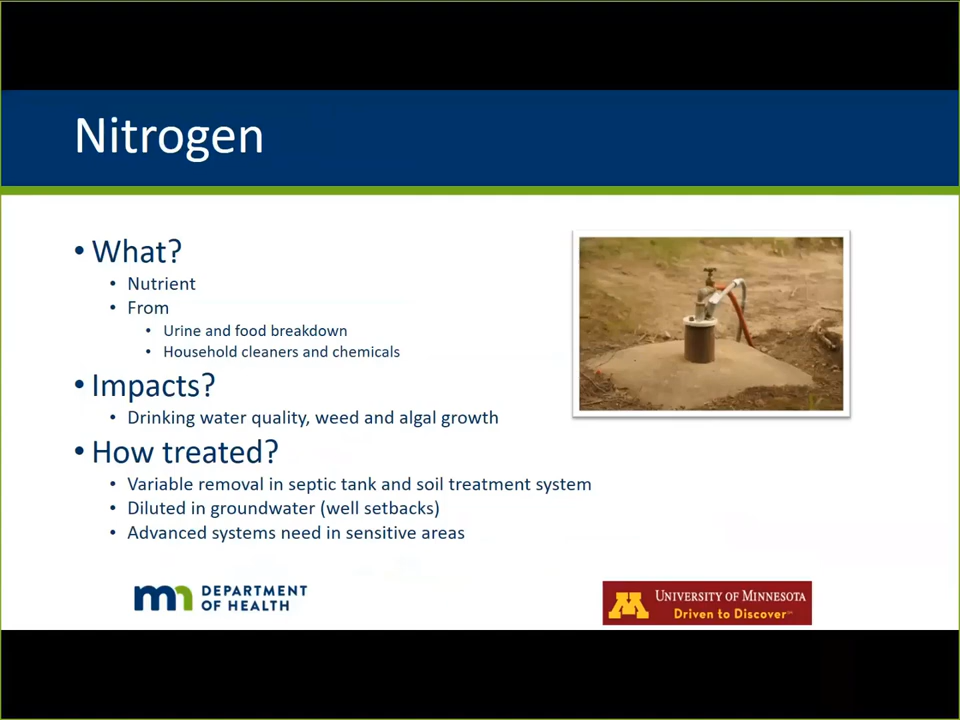 Nitrogen
• What?
• Nutrient
• From
• Urine and food breakdown
• Household cleaners and chemicals
• Impacts?
• Drinking water quality, weed and algal growth
• How treated?
• Variable removal in septic tank and soil treatment system
• Diluted in groundwater (well setbacks)
• Advanced systems need in sensitive areas
mn DEPARTMENT
OF HEALTH
M UNIVERSITY OF MINNESOTA
Driven to Discover℠